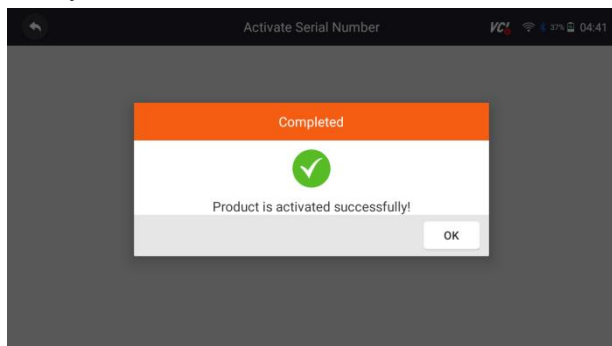 Activate Serial Number
VCI 37% 04:41
Completed
Product is activated successfully!
OK